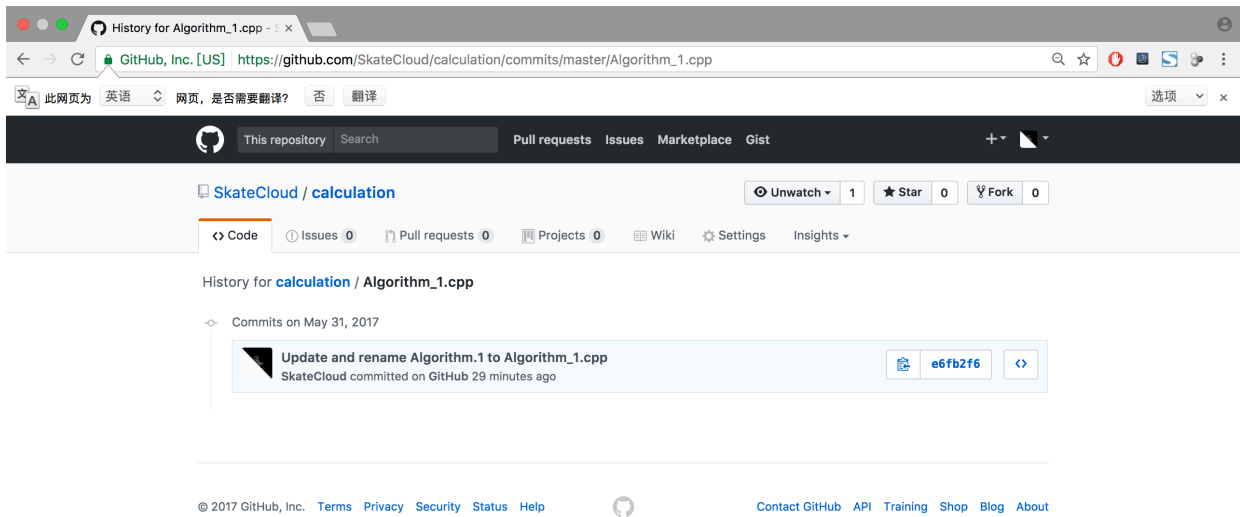 History for Algorithm_1.cpp - S ×
GitHub, Inc. [US] https://github.com/SkateCloud/calculation/commits/master/Algorithm_1.cpp
此网页为 英语 网页，是否需要翻译? 否 翻译 选项 ×
This repository Search Pull requests Issues Marketplace Gist
SkateCloud / calculation Unwatch 1 Star 0 Fork 0
Code Issues 0 Pull requests 0 Projects 0 Wiki Settings Insights
History for calculation / Algorithm_1.cpp
Commits on May 31, 2017
Update and rename Algorithm.1 to Algorithm_1.cpp
SkateCloud committed on GitHub 29 minutes ago
e6fb2f6
© 2017 GitHub, Inc. Terms Privacy Security Status Help Contact GitHub API Training Shop Blog About